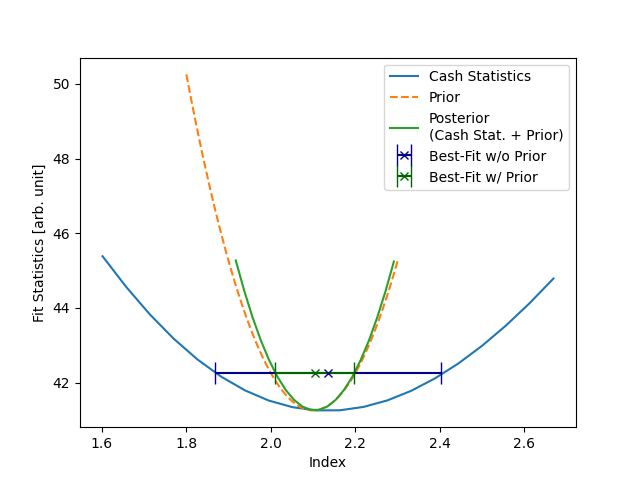 50
48
46
44
42
Fit Statistics [arb. unit]
Cash Statistics
Prior
Posterior
(Cash Stat. + Prior)
Best-Fit w/o Prior
Best-Fit w/ Prior
1.6 1.8 2.0 2.2 2.4 2.6
Index